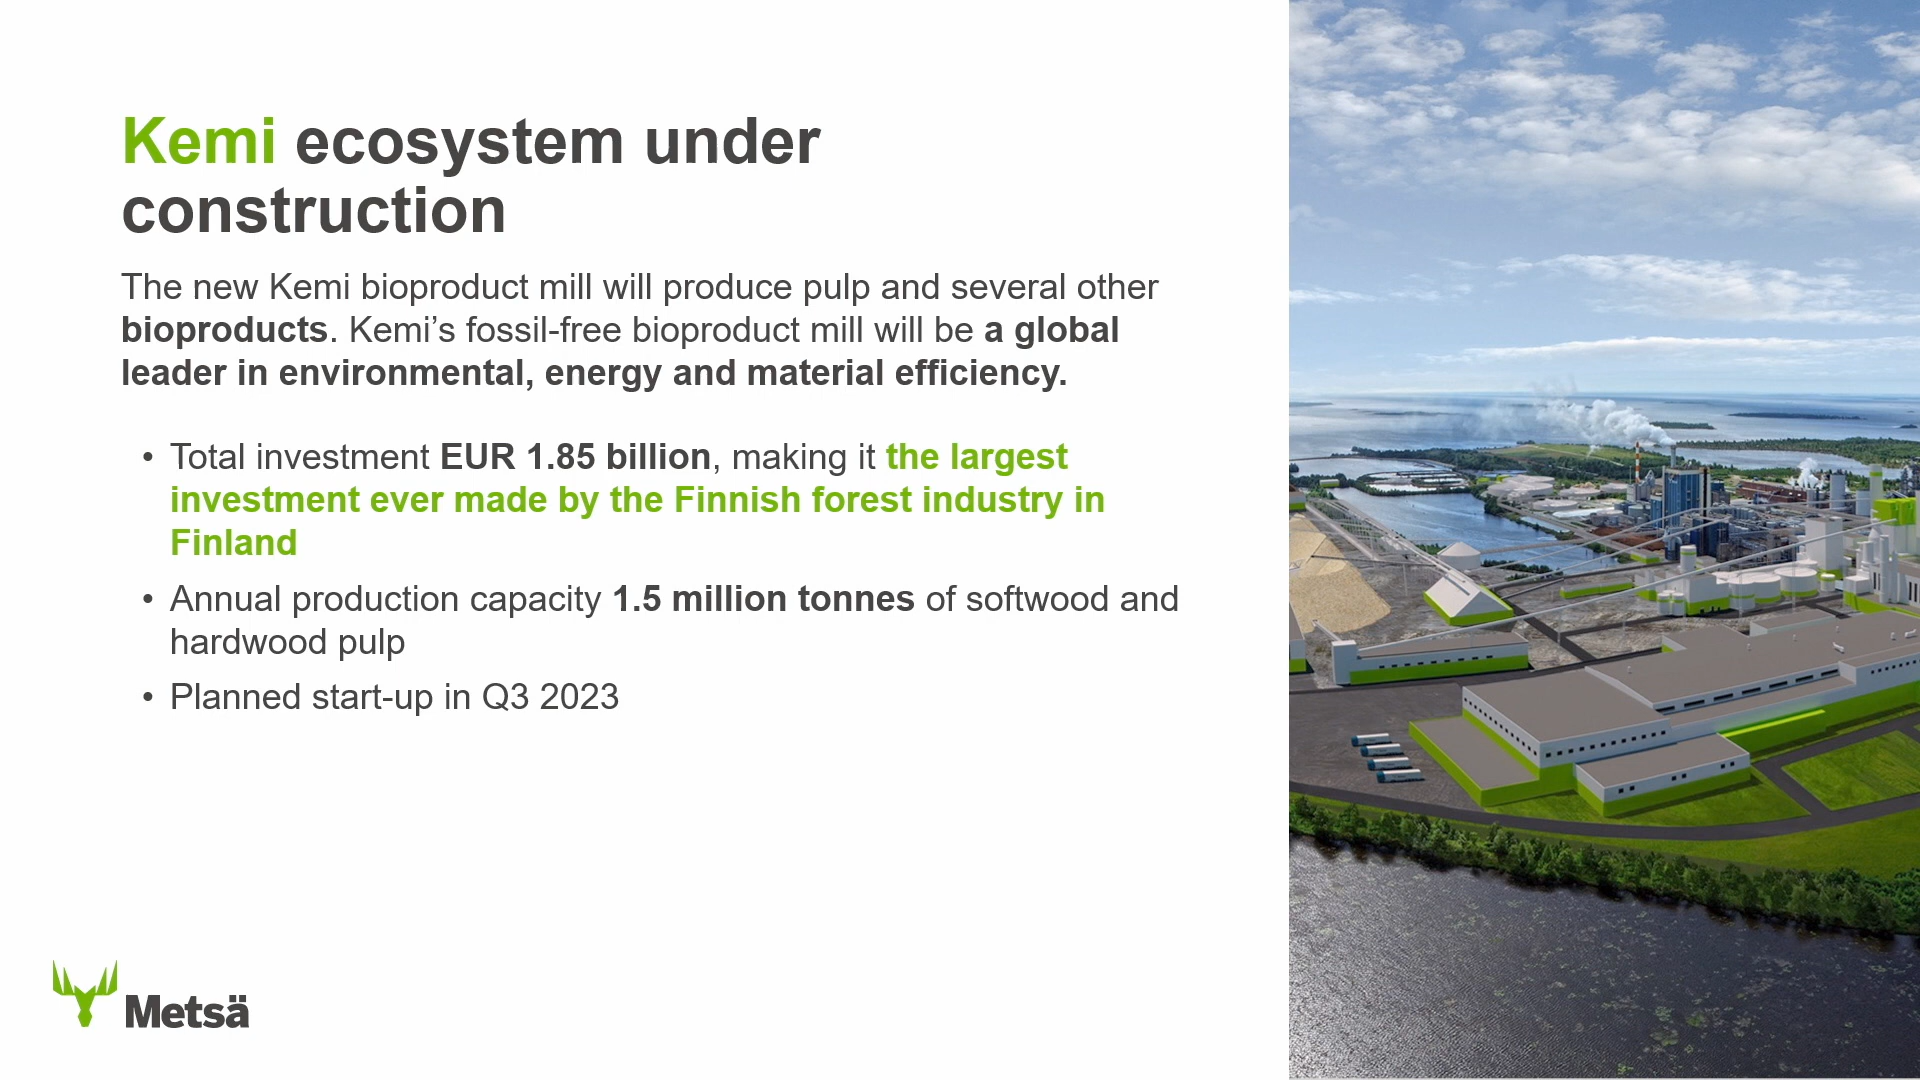 Kemi ecosystem under
construction
The new Kemi bioproduct mill will produce pulp and several other
bioproducts. Kemi’s fossil-free bioproduct mill will be a global
leader in environmental, energy and material efficiency.
• Total investment EUR 1.85 billion, making it the largest
investment ever made by the Finnish forest industry in
Finland
• Annual production capacity 1.5 million tonnes of softwood and
hardwood pulp
• Planned start-up in Q3 2023
Metsä